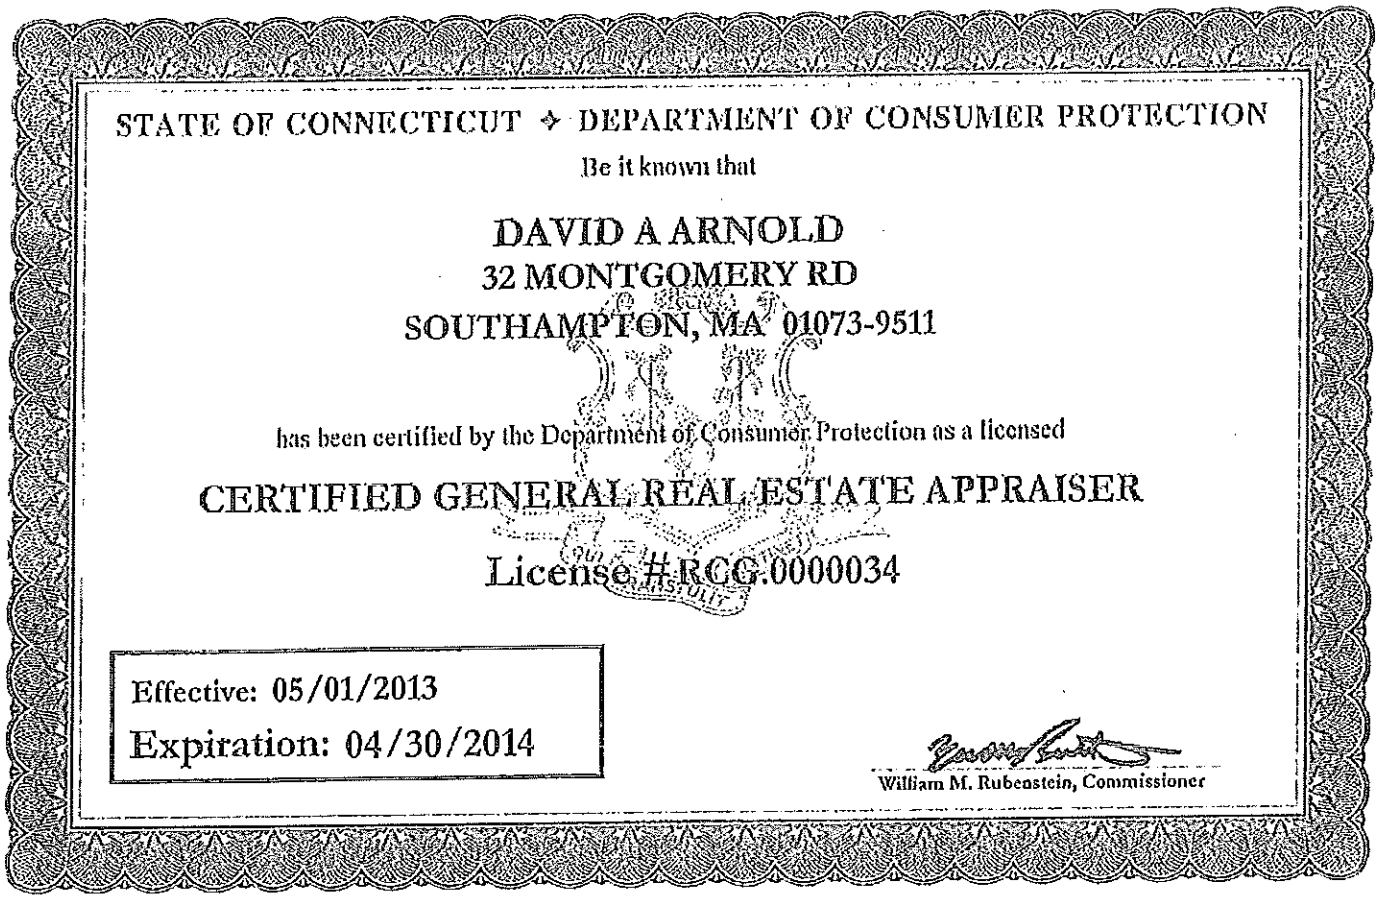 STATE OF CONNECTICUT ❖ DEPARTMENT OF CONSUMER PROTECTION
Be it known that
DAVID A ARNOLD
32 MONTGOMERY RD
SOUTHAMPTON, MA 01073-9511
has been certified by the Department of Consumer Protection as a licensed
CERTIFIED GENERAL REAL ESTATE APPRAISER
License # RCG.0000034
Effective: 05/01/2013
Expiration: 04/30/2014
William M. Rubenstein, Commissioner